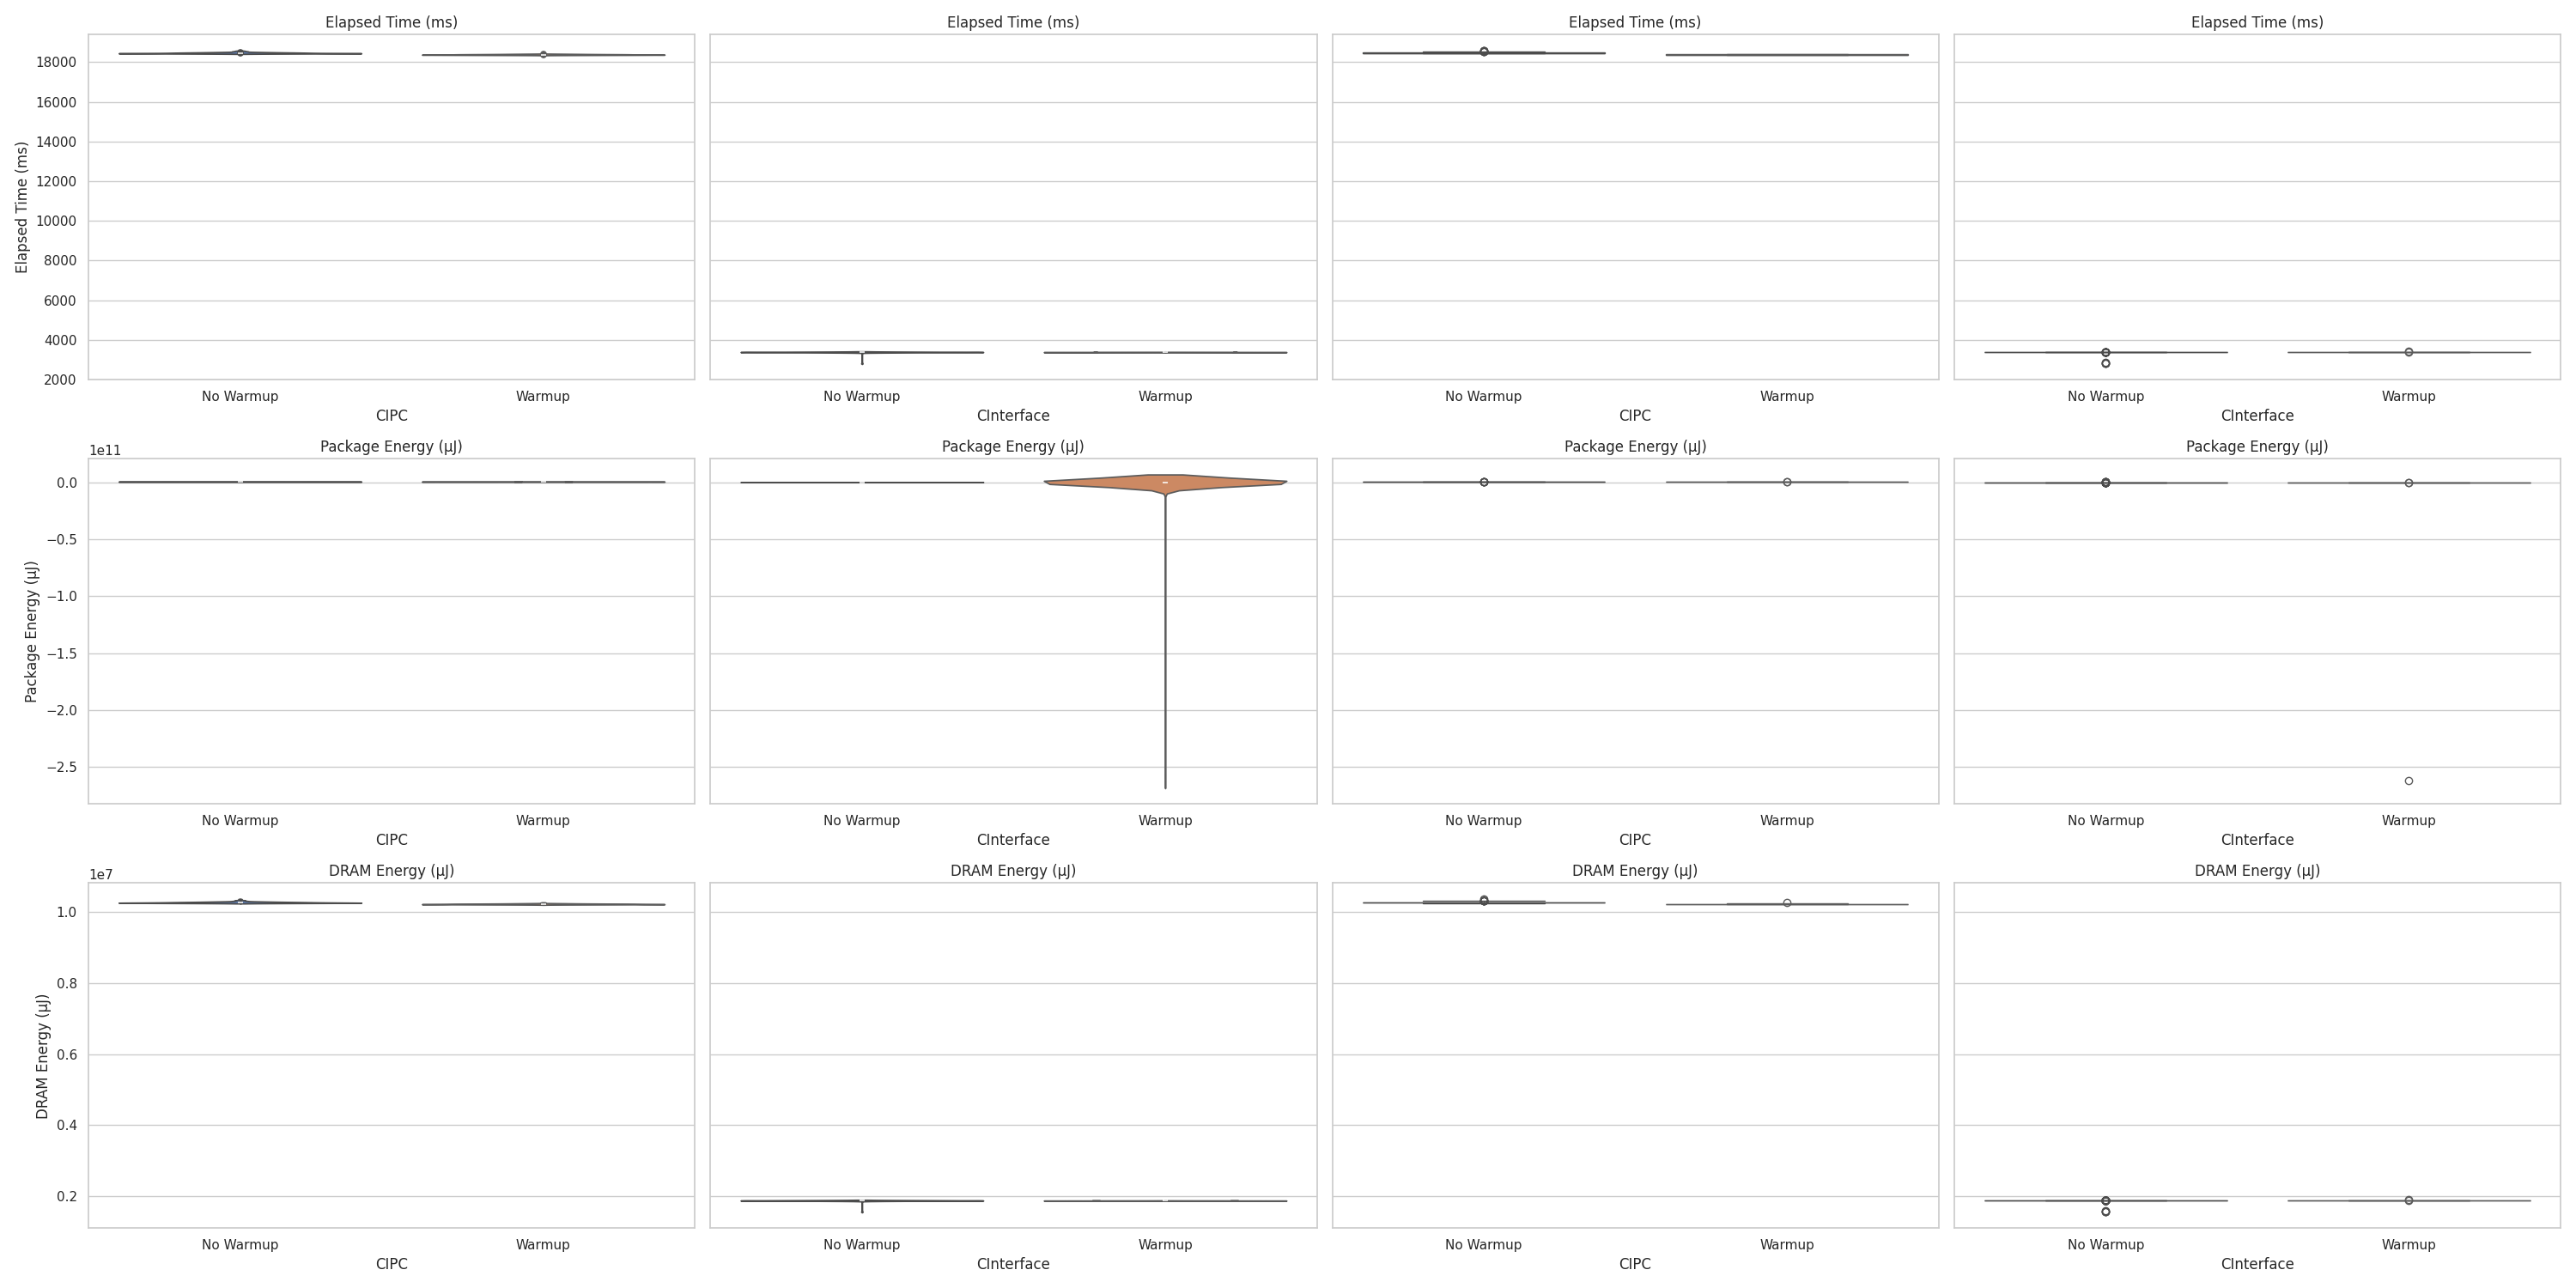 Elapsed Time (ms) Elapsed Time (ms) Elapsed Time (ms) Elapsed Time (ms)
18000
16000
14000
12000
10000
8000
6000
4000
2000
Elapsed Time (ms)
No Warmup Warmup No Warmup Warmup No Warmup Warmup No Warmup Warmup
CIPC CInterface CIPC CInterface
1e11
Package Energy (µJ) Package Energy (µJ) Package Energy (µJ) Package Energy (µJ)
0.0
−0.5
−1.0
−1.5
−2.0
−2.5
Package Energy (µJ)
No Warmup Warmup No Warmup Warmup No Warmup Warmup No Warmup Warmup
CIPC CInterface CIPC CInterface
1e7
DRAM Energy (µJ) DRAM Energy (µJ) DRAM Energy (µJ) DRAM Energy (µJ)
1.0
0.8
0.6
0.4
0.2
DRAM Energy (µJ)
No Warmup Warmup No Warmup Warmup No Warmup Warmup No Warmup Warmup
CIPC CInterface CIPC CInterface